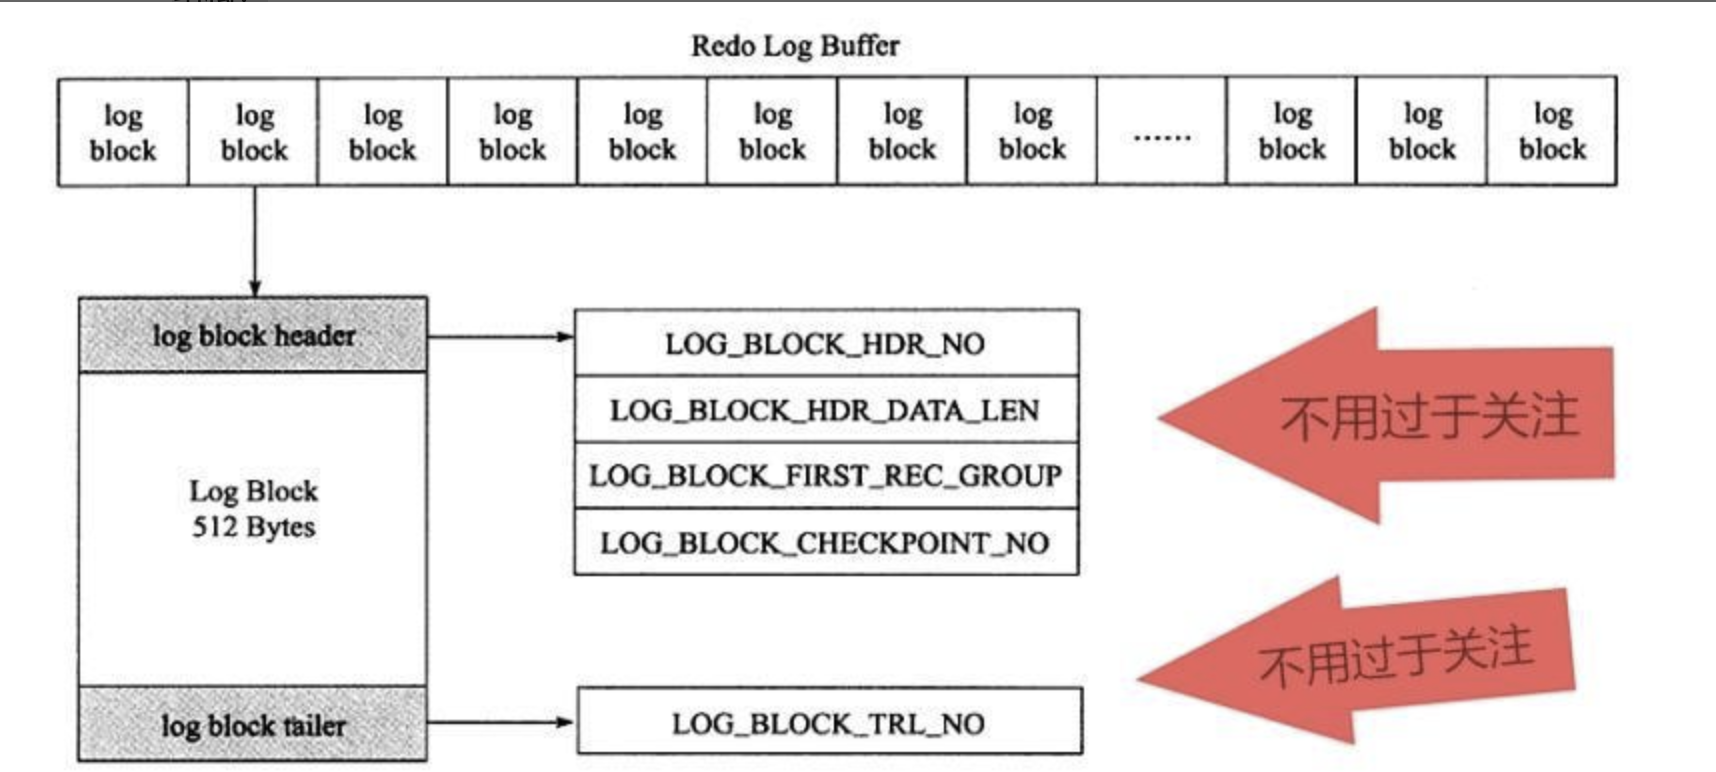 Redo Log Buffer
log block
log block
log block
log block
log block
log block
log block
log block
......
log block
log block
log block
log block header
LOG_BLOCK_HDR_NO
LOG_BLOCK_HDR_DATA_LEN
LOG_BLOCK_FIRST_REC_GROUP
LOG_BLOCK_CHECKPOINT_NO
不用过于关注
Log Block
512 Bytes
log block tailer
LOG_BLOCK_TRL_NO
不用过于关注